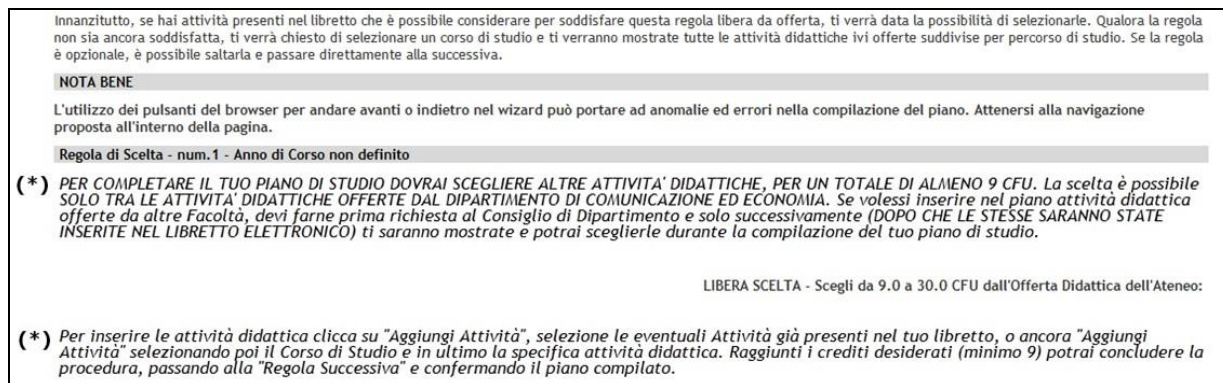 Innanzitutto, se hai attività presenti nel libretto che è possibile considerare per soddisfare questa regola libera da offerta, ti verrà data la possibilità di selezionarle. Qualora la regola
non sia ancora soddisfatta, ti verrà chiesto di selezionare un corso di studio e ti verranno mostrate tutte le attività didattiche ivi offerte suddivise per percorso di studio. Se la regola
è opzionale, è possibile saltarla e passare direttamente alla successiva.
NOTA BENE
L'utilizzo dei pulsanti del browser per andare avanti o indietro nel wizard può portare ad anomalie ed errori nella compilazione del piano. Attenersi alla navigazione
proposta all'interno della pagina.
Regola di Scelta - num.1 - Anno di Corso non definito
(*) PER COMPLETARE IL TUO PIANO DI STUDIO DOVRAI SCEGLIERE ALTRE ATTIVITA' DIDATTICHE, PER UN TOTALE DI ALMENO 9 CFU. La scelta è possibile
SOLO TRA LE ATTIVITA' DIDATTICHE OFFERTE DAL DIPARTIMENTO DI COMUNICAZIONE ED ECONOMIA. Se volessi inserire nel piano attività didattica
offerte da altre Facoltà, devi farne prima richiesta al Consiglio di Dipartimento e solo successivamente (DOPO CHE LE STESSE SARANNO STATE
INSERITE NEL LIBRETTO ELETTRONICO) ti saranno mostrate e potrai sceglierle durante la compilazione del tuo piano di studio.
LIBERA SCELTA - Scegli da 9.0 a 30.0 CFU dall'Offerta Didattica dell'Ateneo:
(*) Per inserire le attività didattica clicca su "Aggiungi Attività", selezione le eventuali Attività già presenti nel tuo libretto, o ancora "Aggiungi
Attività" selezionando poi il Corso di Studio e in ultimo la specifica attività didattica. Raggiunti i crediti desiderati (minimo 9) potrai concludere la
procedura, passando alla "Regola Successiva" e confermando il piano compilato.